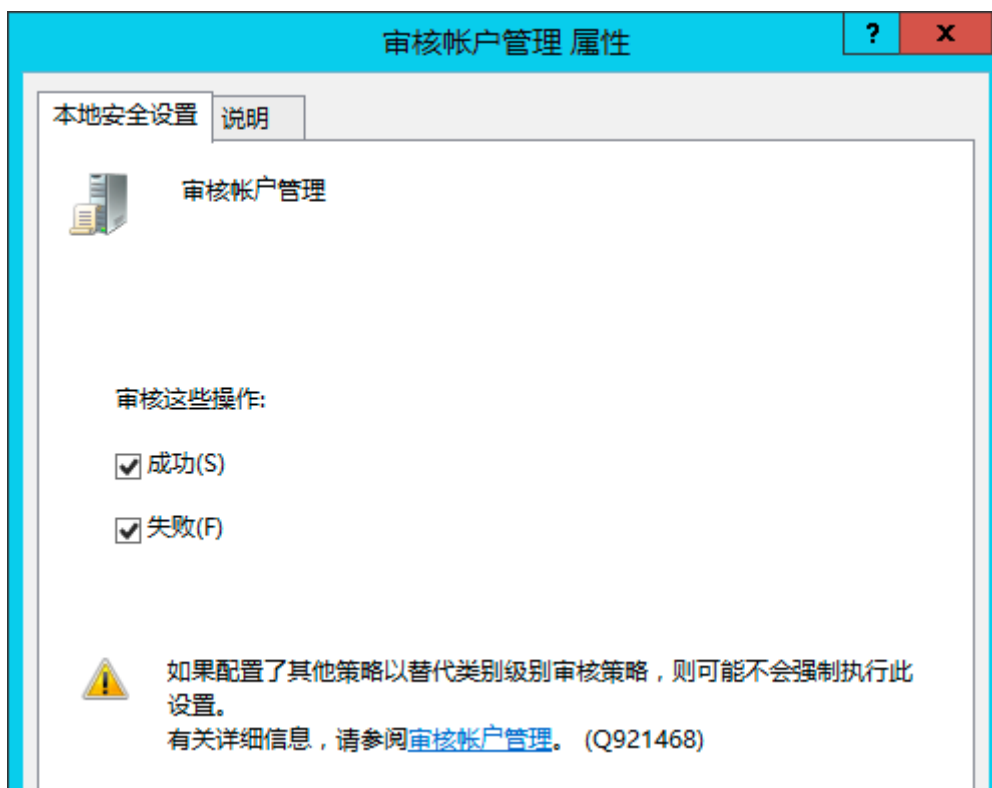 审核帐户管理 属性
?
x
本地安全设置
说明
审核帐户管理
审核这些操作:
成功(S)
失败(F)
如果配置了其他策略以替代类别级别审核策略，则可能不会强制执行此
设置。
有关详细信息，请参阅审核帐户管理。 (Q921468)